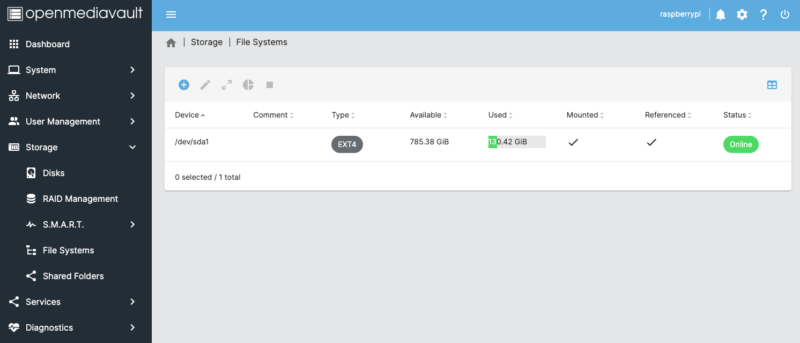 openmediavault
raspberrypi
Dashboard
System
Network
User Management
Storage
Disks
RAID Management
S.M.A.R.T.
File Systems
Shared Folders
Services
Diagnostics
| Storage | File Systems
Device Comment Type Available Used Mounted Referenced Status
/dev/sda1 EXT4 785.38 GiB 130.42 GiB Online
0 selected / 1 total